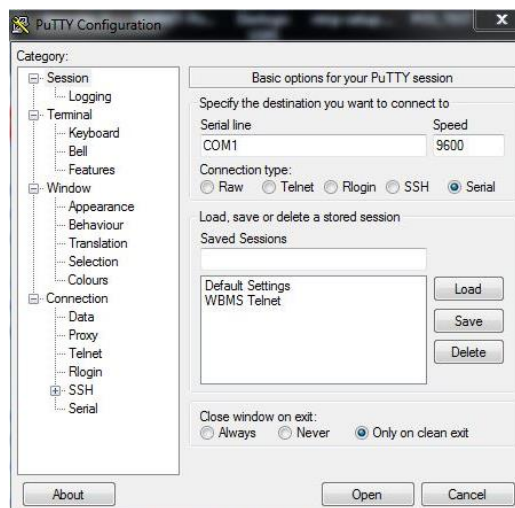 PuTTY Configuration
X
Category:
Session
Logging
Terminal
Keyboard
Bell
Features
Window
Appearance
Behaviour
Translation
Selection
Colours
Connection
Data
Proxy
Telnet
Rlogin
SSH
Serial
Basic options for your PuTTY session
Specify the destination you want to connect to
Serial line Speed
COM1 9600
Connection type:
Raw Telnet Rlogin SSH Serial
Load, save or delete a stored session
Saved Sessions
Default Settings
WBMS Telnet
Load
Save
Delete
Close window on exit:
Always Never Only on clean exit
About Open Cancel